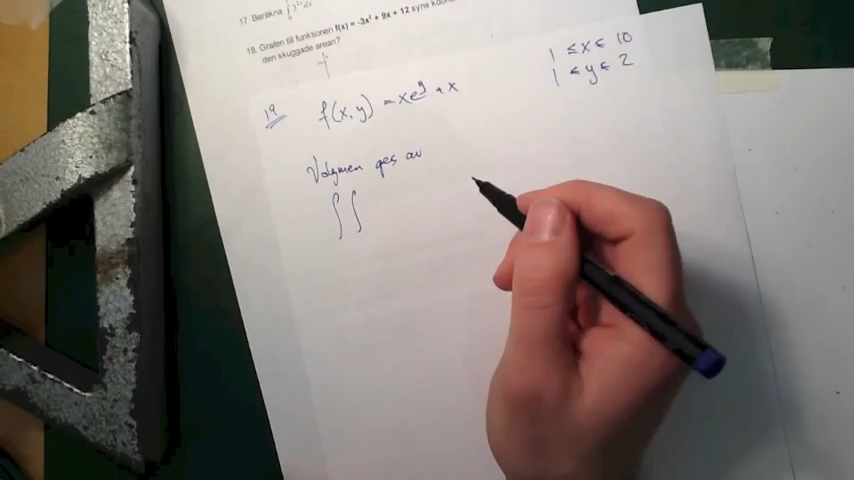 17. Beräkna
18. Grafen till funktionen f(x) = -3x² + 9x + 12 syns
den skuggade arean?
19 f(x,y) = xe^y + x
1 ≤ x ≤ 10
1 ≤ y ≤ 2
Volymen ges av
∫∫